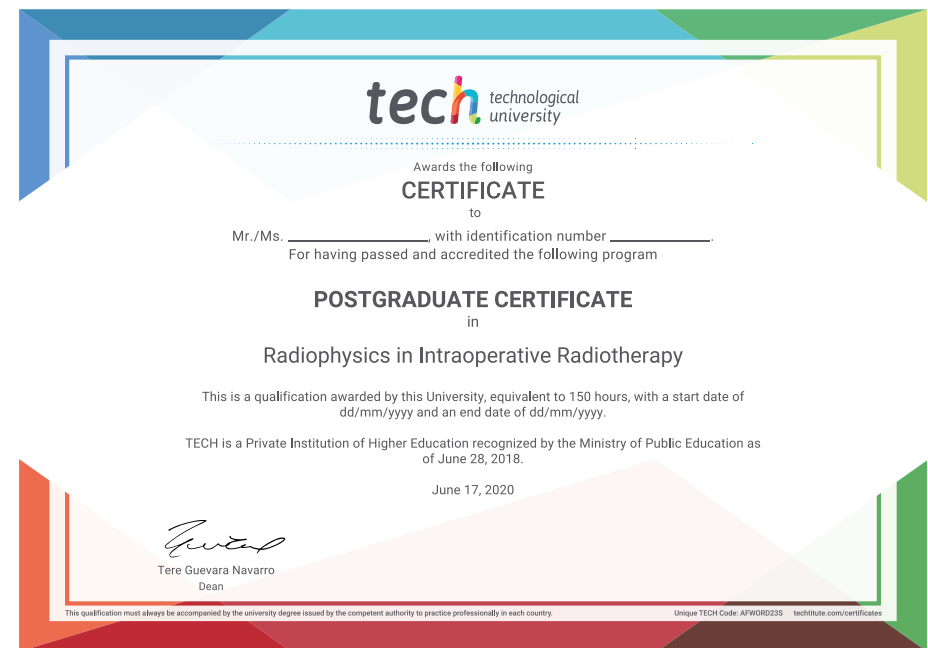 tech technological
university
Awards the following
CERTIFICATE
to
Mr./Ms. ____________, with identification number ____________.
For having passed and accredited the following program
POSTGRADUATE CERTIFICATE
in
Radiophysics in Intraoperative Radiotherapy
This is a qualification awarded by this University, equivalent to 150 hours, with a start date of
dd/mm/yyyy and an end date of dd/mm/yyyy.
TECH is a Private Institution of Higher Education recognized by the Ministry of Public Education as
of June 28, 2018.
June 17, 2020
Tere Guevara Navarro
Dean
This qualification must always be accompanied by the university degree issued by the competent authority to practice professionally in each country.
Unique TECH Code: AFWORD23S techtitute.com/certificates